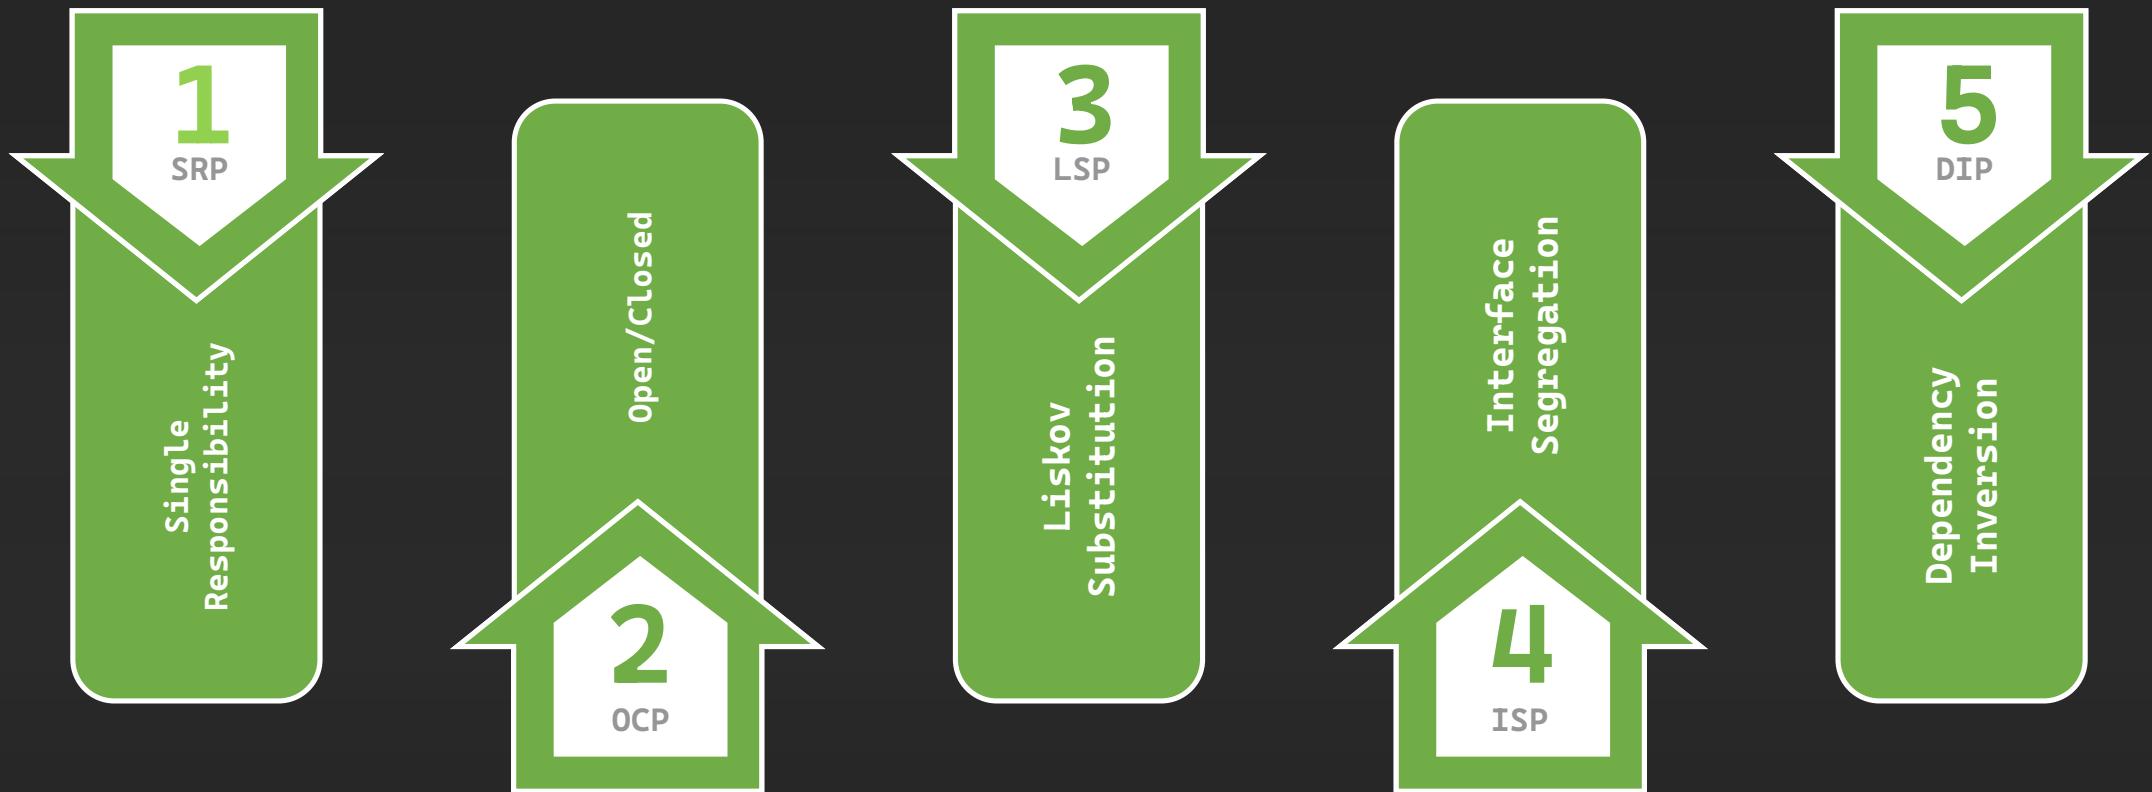 1
SRP
Single
Responsibility
Open/Closed
2
OCP
3
LSP
Liskov
Substitution
Interface
Segregation
4
ISP
5
DIP
Dependency
Inversion